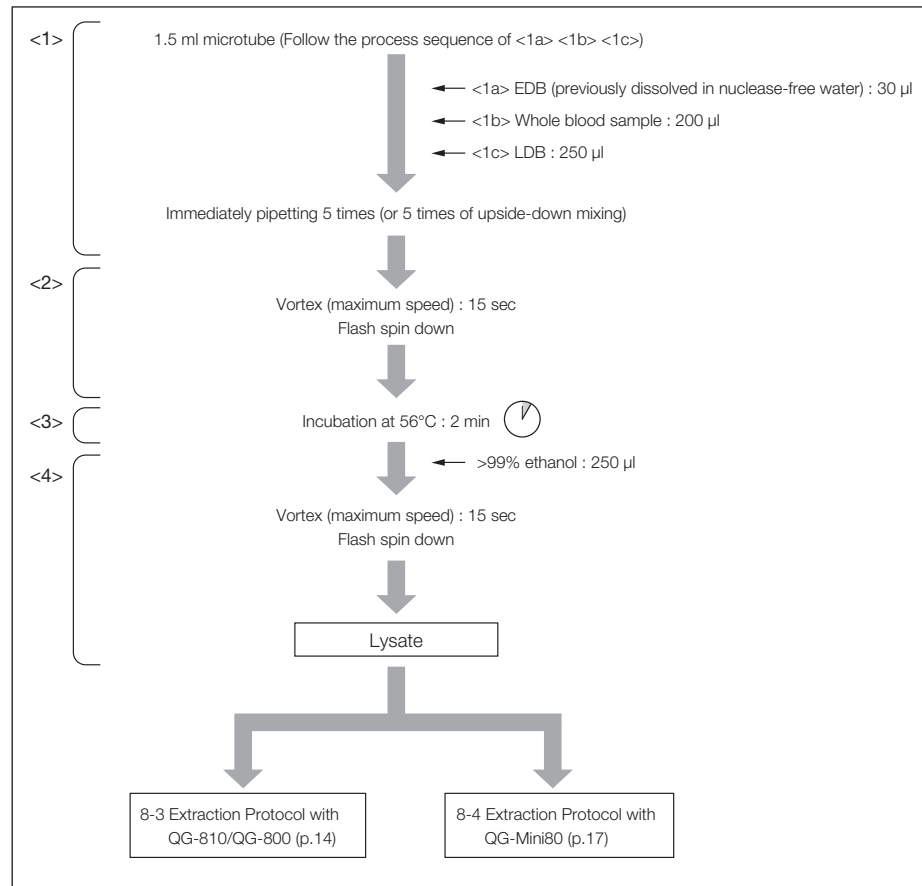 <1>
1.5 ml microtube (Follow the process sequence of <1a> <1b> <1c>)
<1a> EDB (previously dissolved in nuclease-free water) : 30 µl
<1b> Whole blood sample : 200 µl
<1c> LDB : 250 µl
Immediately pipetting 5 times (or 5 times of upside-down mixing)
<2>
Vortex (maximum speed) : 15 sec
Flash spin down
<3>
Incubation at 56°C : 2 min
<4>
>99% ethanol : 250 µl
Vortex (maximum speed) : 15 sec
Flash spin down
Lysate
8-3 Extraction Protocol with
QG-810/QG-800 (p.14)
8-4 Extraction Protocol with
QG-Mini80 (p.17)